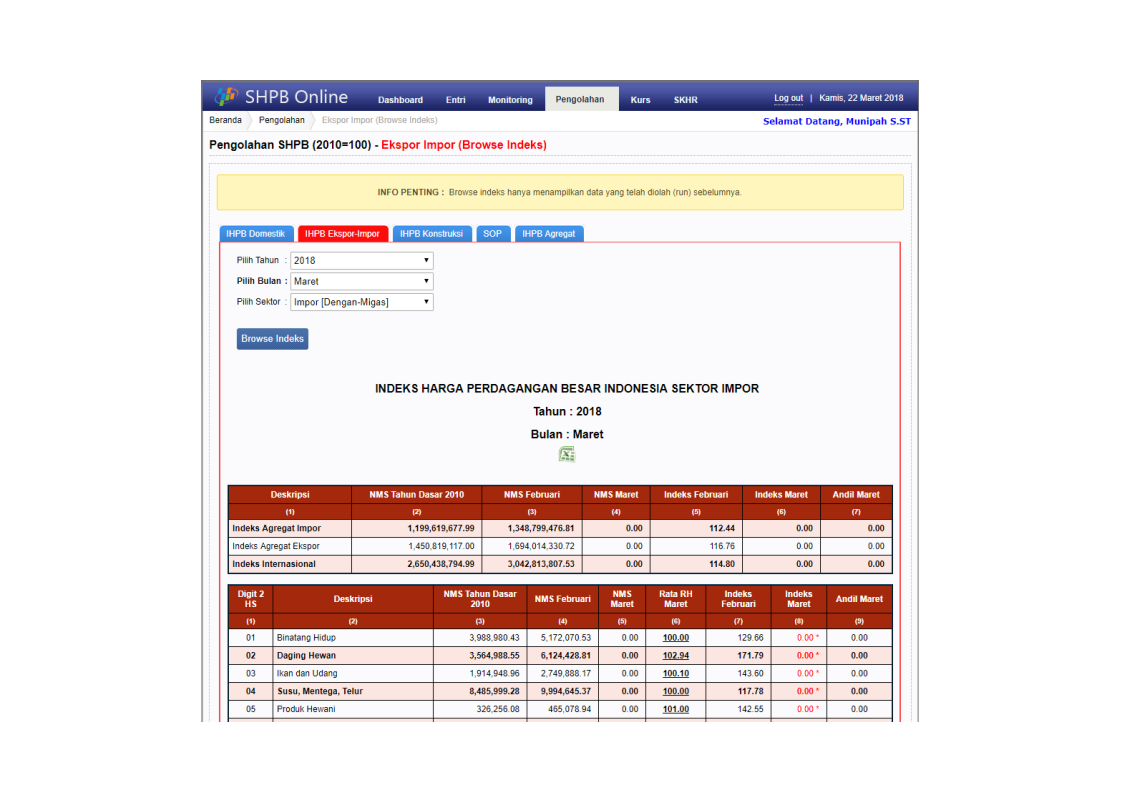 SHPB Online Dashboard Entri Monitoring Pengolahan Kurs SKHR Log out | Kamis, 22 Maret 2018
Beranda Pengolahan Ekspor Impor (Browse Indeks) Selamat Datang, Munipah S.ST
Pengolahan SHPB (2010=100) - Ekspor Impor (Browse Indeks)
INFO PENTING : Browse indeks hanya menampilkan data yang telah diolah (run) sebelumnya.
IHPB Domestik IHPB Ekspor-Impor IHPB Konstruksi SOP IHPB Agregat
Pilih Tahun : 2018
Pilih Bulan : Maret
Pilih Sektor : Impor [Dengan-Migas]
Browse Indeks
INDEKS HARGA PERDAGANGAN BESAR INDONESIA SEKTOR IMPOR
Tahun : 2018
Bulan : Maret
Deskripsi NMS Tahun Dasar 2010 NMS Februari NMS Maret Indeks Februari Indeks Maret Andil Maret
(1) (2) (3) (4) (5) (6) (7)
Indeks Agregat Impor 1,199,619,677.99 1,348,799,476.81 0.00 112.44 0.00 0.00
Indeks Agregat Ekspor 1,450,819,117.00 1,694,014,330.72 0.00 116.76 0.00 0.00
Indeks Internasional 2,650,438,794.99 3,042,813,807.53 0.00 114.80 0.00 0.00
Digit 2 HS Deskripsi NMS Tahun Dasar 2010 NMS Februari NMS Maret Rata RH Maret Indeks Februari Indeks Maret Andil Maret
(1) (2) (3) (4) (5) (6) (7) (8) (9)
01 Binatang Hidup 3,988,980.43 5,172,070.53 0.00 100.00 129.66 0.00 * 0.00
02 Daging Hewan 3,564,988.55 6,124,428.81 0.00 102.94 171.79 0.00 * 0.00
03 Ikan dan Udang 1,914,948.96 2,749,888.17 0.00 100.10 143.60 0.00 * 0.00
04 Susu, Mentega, Telur 8,485,999.28 9,994,645.37 0.00 100.00 117.78 0.00 * 0.00
05 Produk Hewani 326,256.08 465,078.94 0.00 101.00 142.55 0.00 * 0.00